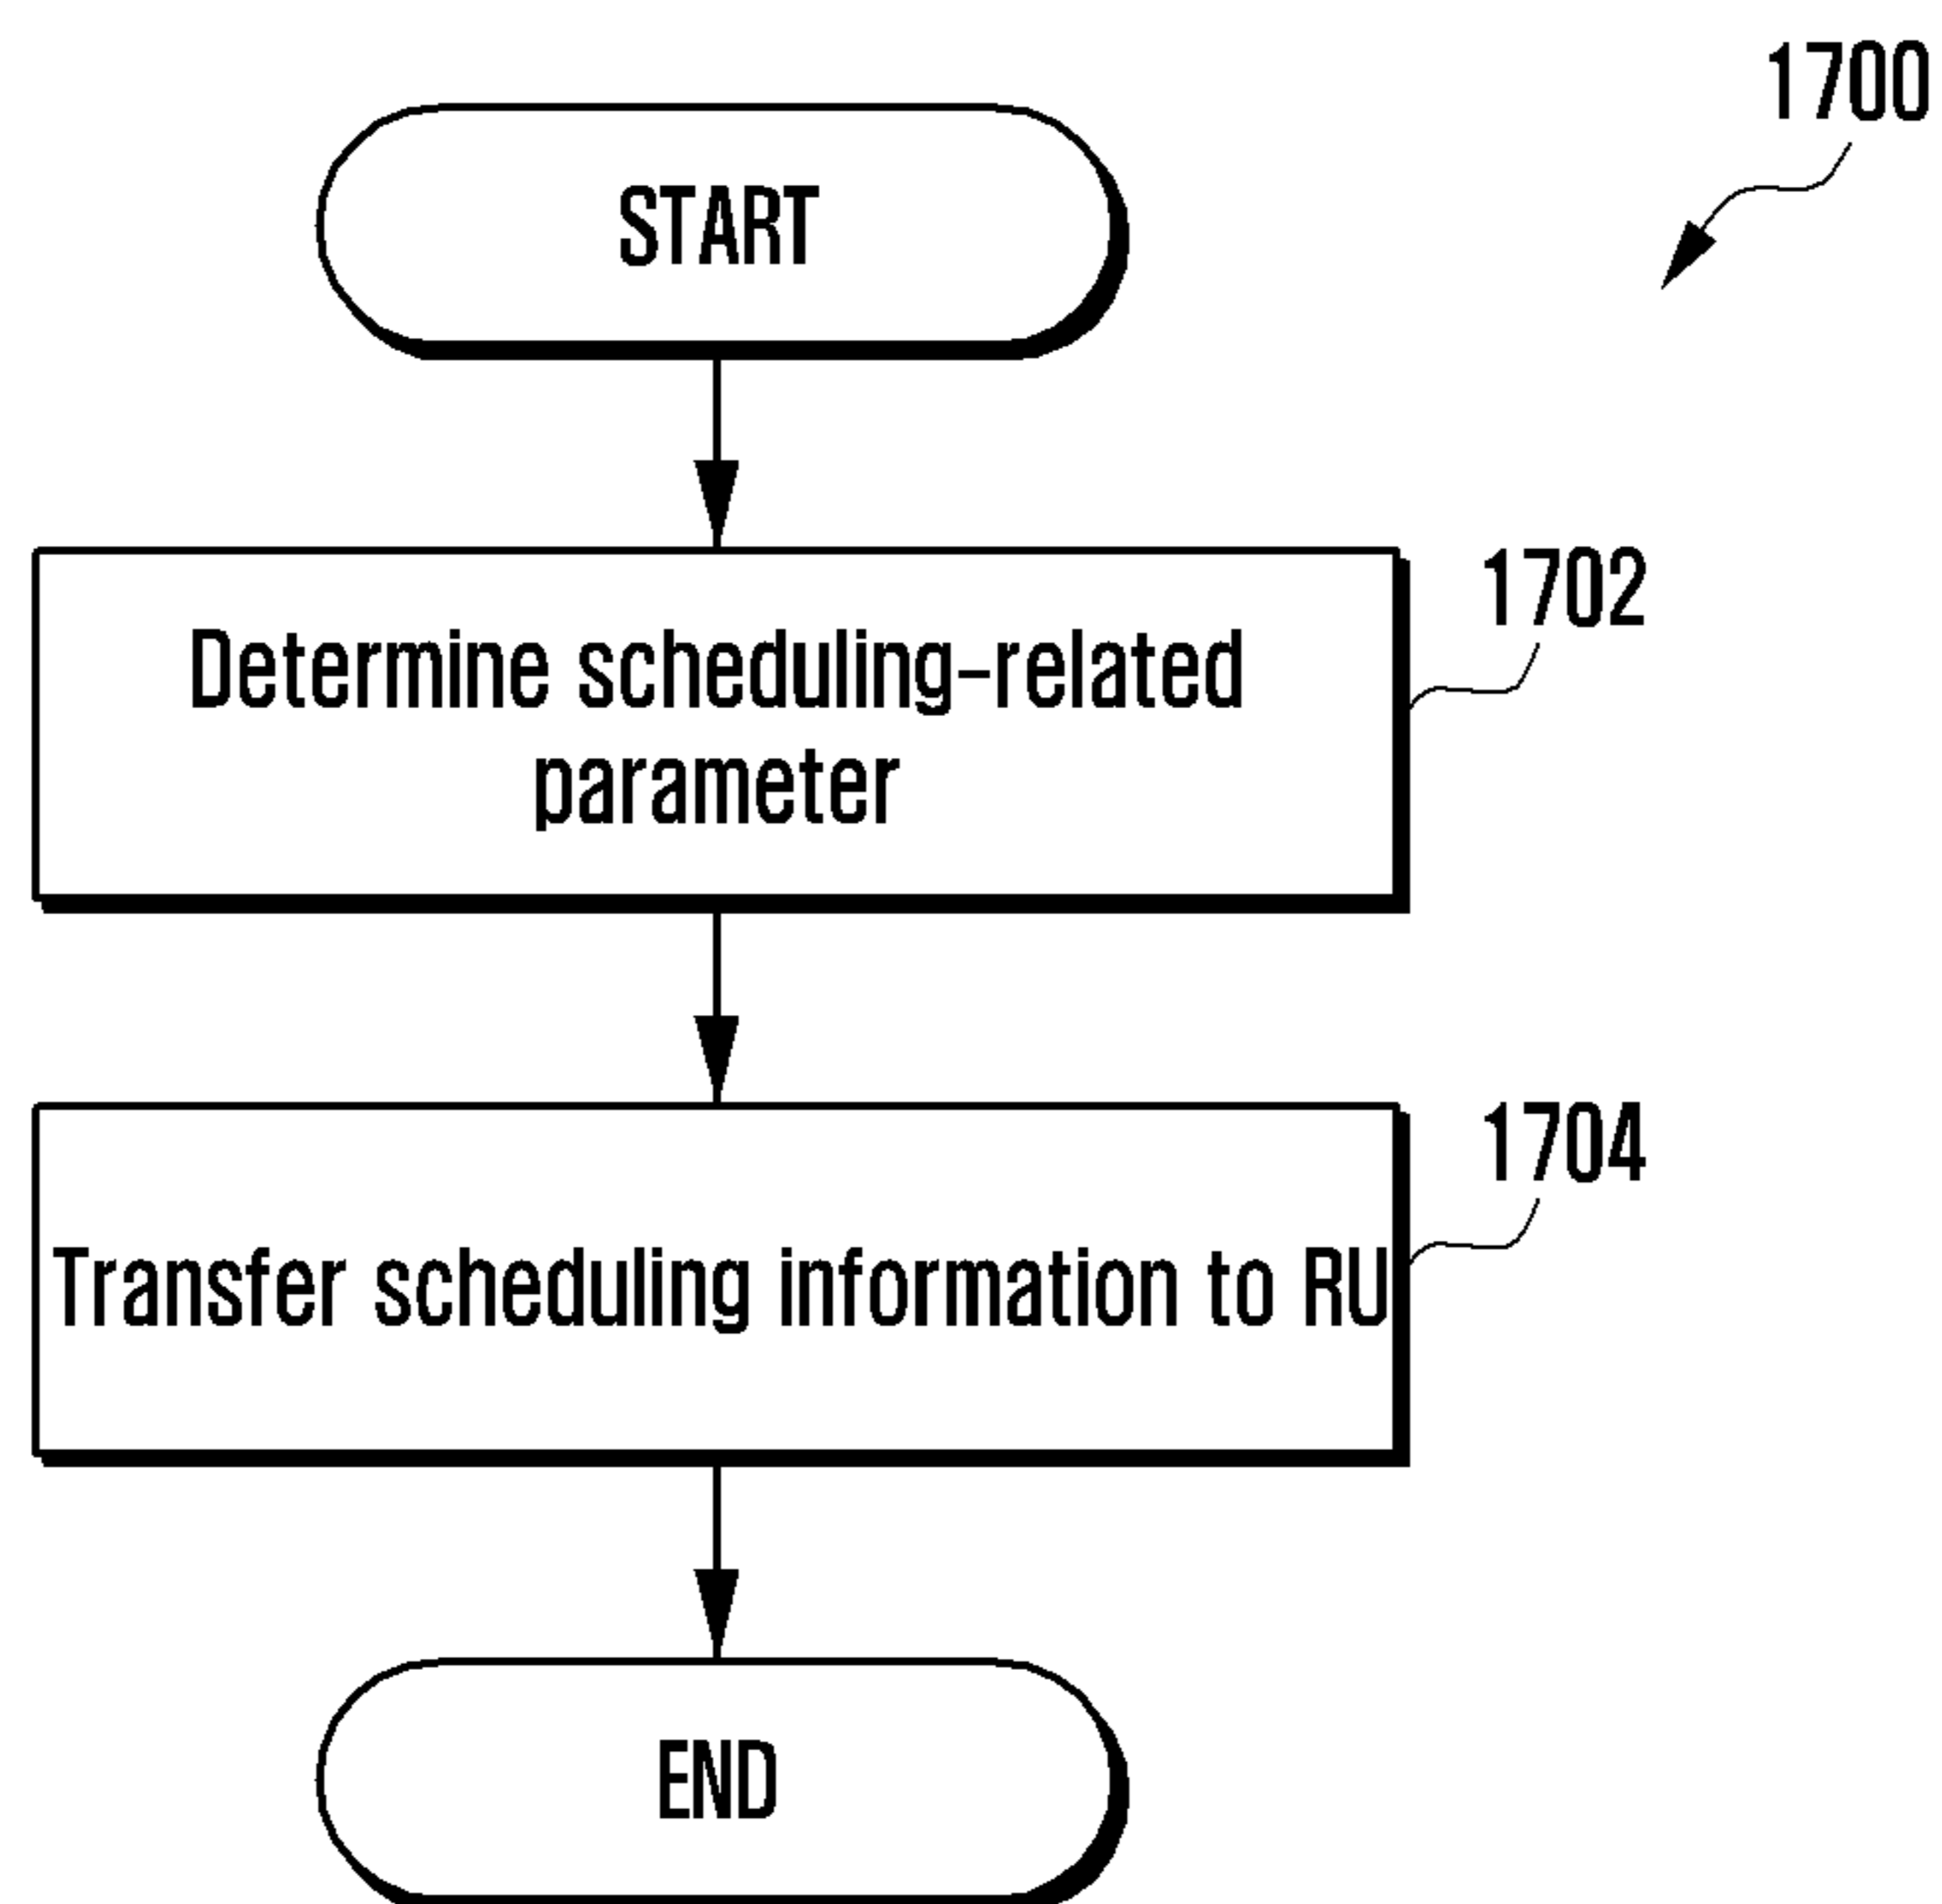 1700
START
1702
Determine scheduling-related
parameter
1704
Transfer scheduling information to RU
END